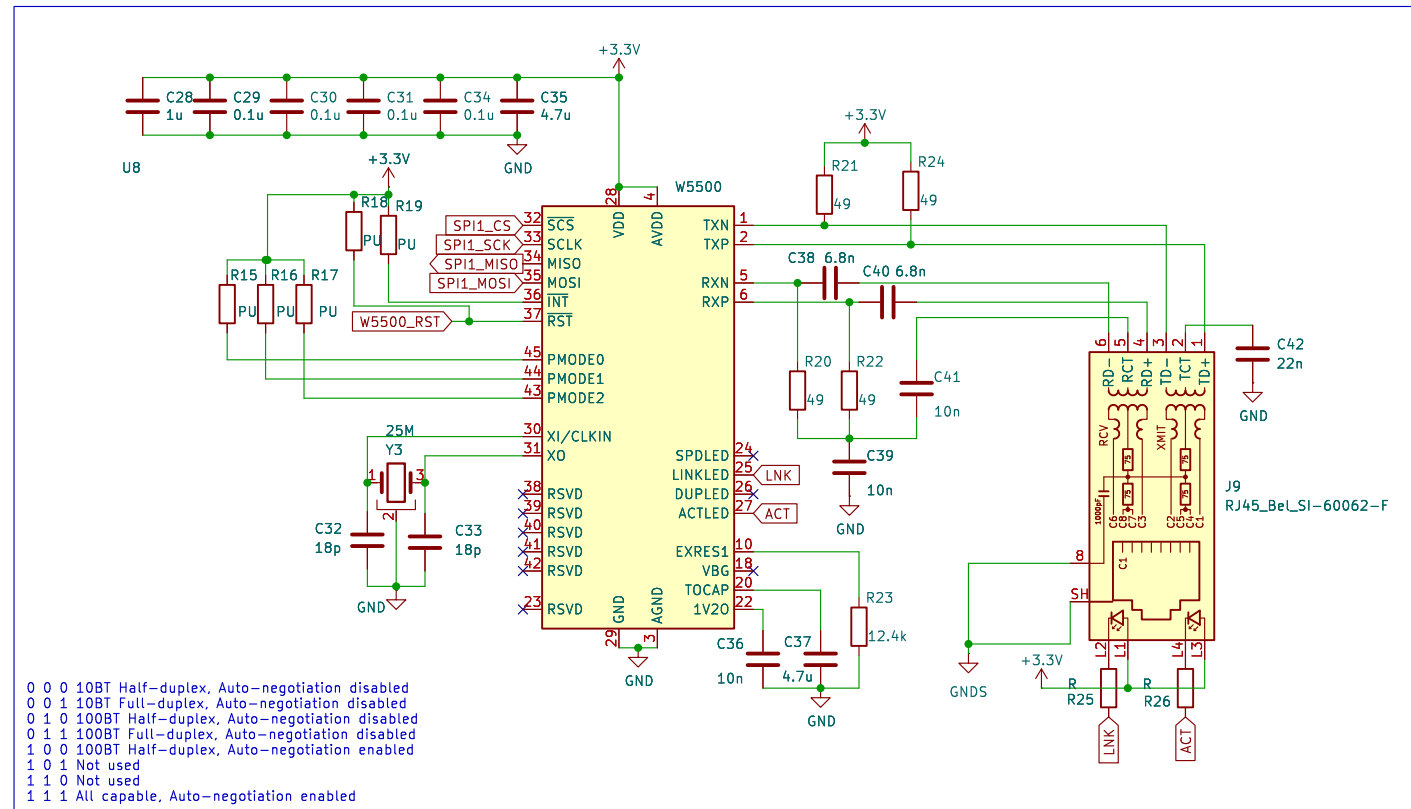 +3.3V
C28
1u
C29
0.1u
C30
0.1u
C31
0.1u
C34
0.1u
C35
4.7u
GND
U8
+3.3V
R18
PU
R19
PU
R15
PU
R16
PU
R17
PU
SPI1_CS
SPI1_SCK
SPI1_MISO
SPI1_MOSI
W5500_RST
W5500
28
VDD
4
AVDD
32 SCS
33 SCLK
34 MISO
35 MOSI
36 INT
37 RST
45 PMODE0
44 PMODE1
43 PMODE2
30 XI/CLKIN
31 XO
38 RSVD
39 RSVD
40 RSVD
41 RSVD
42 RSVD
23 RSVD
29
GND
3
AGND
GND
TXN 1
TXP 2
RXN 5
RXP 6
SPDLED 24
LINKLED 25
DUPLED 26
ACTLED 27
EXRES1 10
VBG 18
TOCAP 20
1V2O 22
LNK
ACT
25M
Y3
1
3
2
C32
18p
C33
18p
GND
+3.3V
R21
49
R24
49
C38 6.8n
C40 6.8n
R20
49
R22
49
C41
10n
C39
10n
GND
R23
12.4k
C36
10n
C37
4.7u
GND
C42
22n
GND
6 5 4 3 2 1
RD-
RCT
RD+
TD-
TCT
TD+
RCV
XMIT
75
75
75
75
1000pF
C6
C8
C7
C3
C2
C5
C4
C1
C1
J9
RJ45_Bel_SI-60062-F
8
SH
GNDS
L2
L1
L4
L3
+3.3V
R
R25
R
R26
LNK
ACT
0 0 0 10BT Half-duplex, Auto-negotiation disabled
0 0 1 10BT Full-duplex, Auto-negotiation disabled
0 1 0 100BT Half-duplex, Auto-negotiation disabled
0 1 1 100BT Full-duplex, Auto-negotiation disabled
1 0 0 100BT Half-duplex, Auto-negotiation enabled
1 0 1 Not used
1 1 0 Not used
1 1 1 All capable, Auto-negotiation enabled